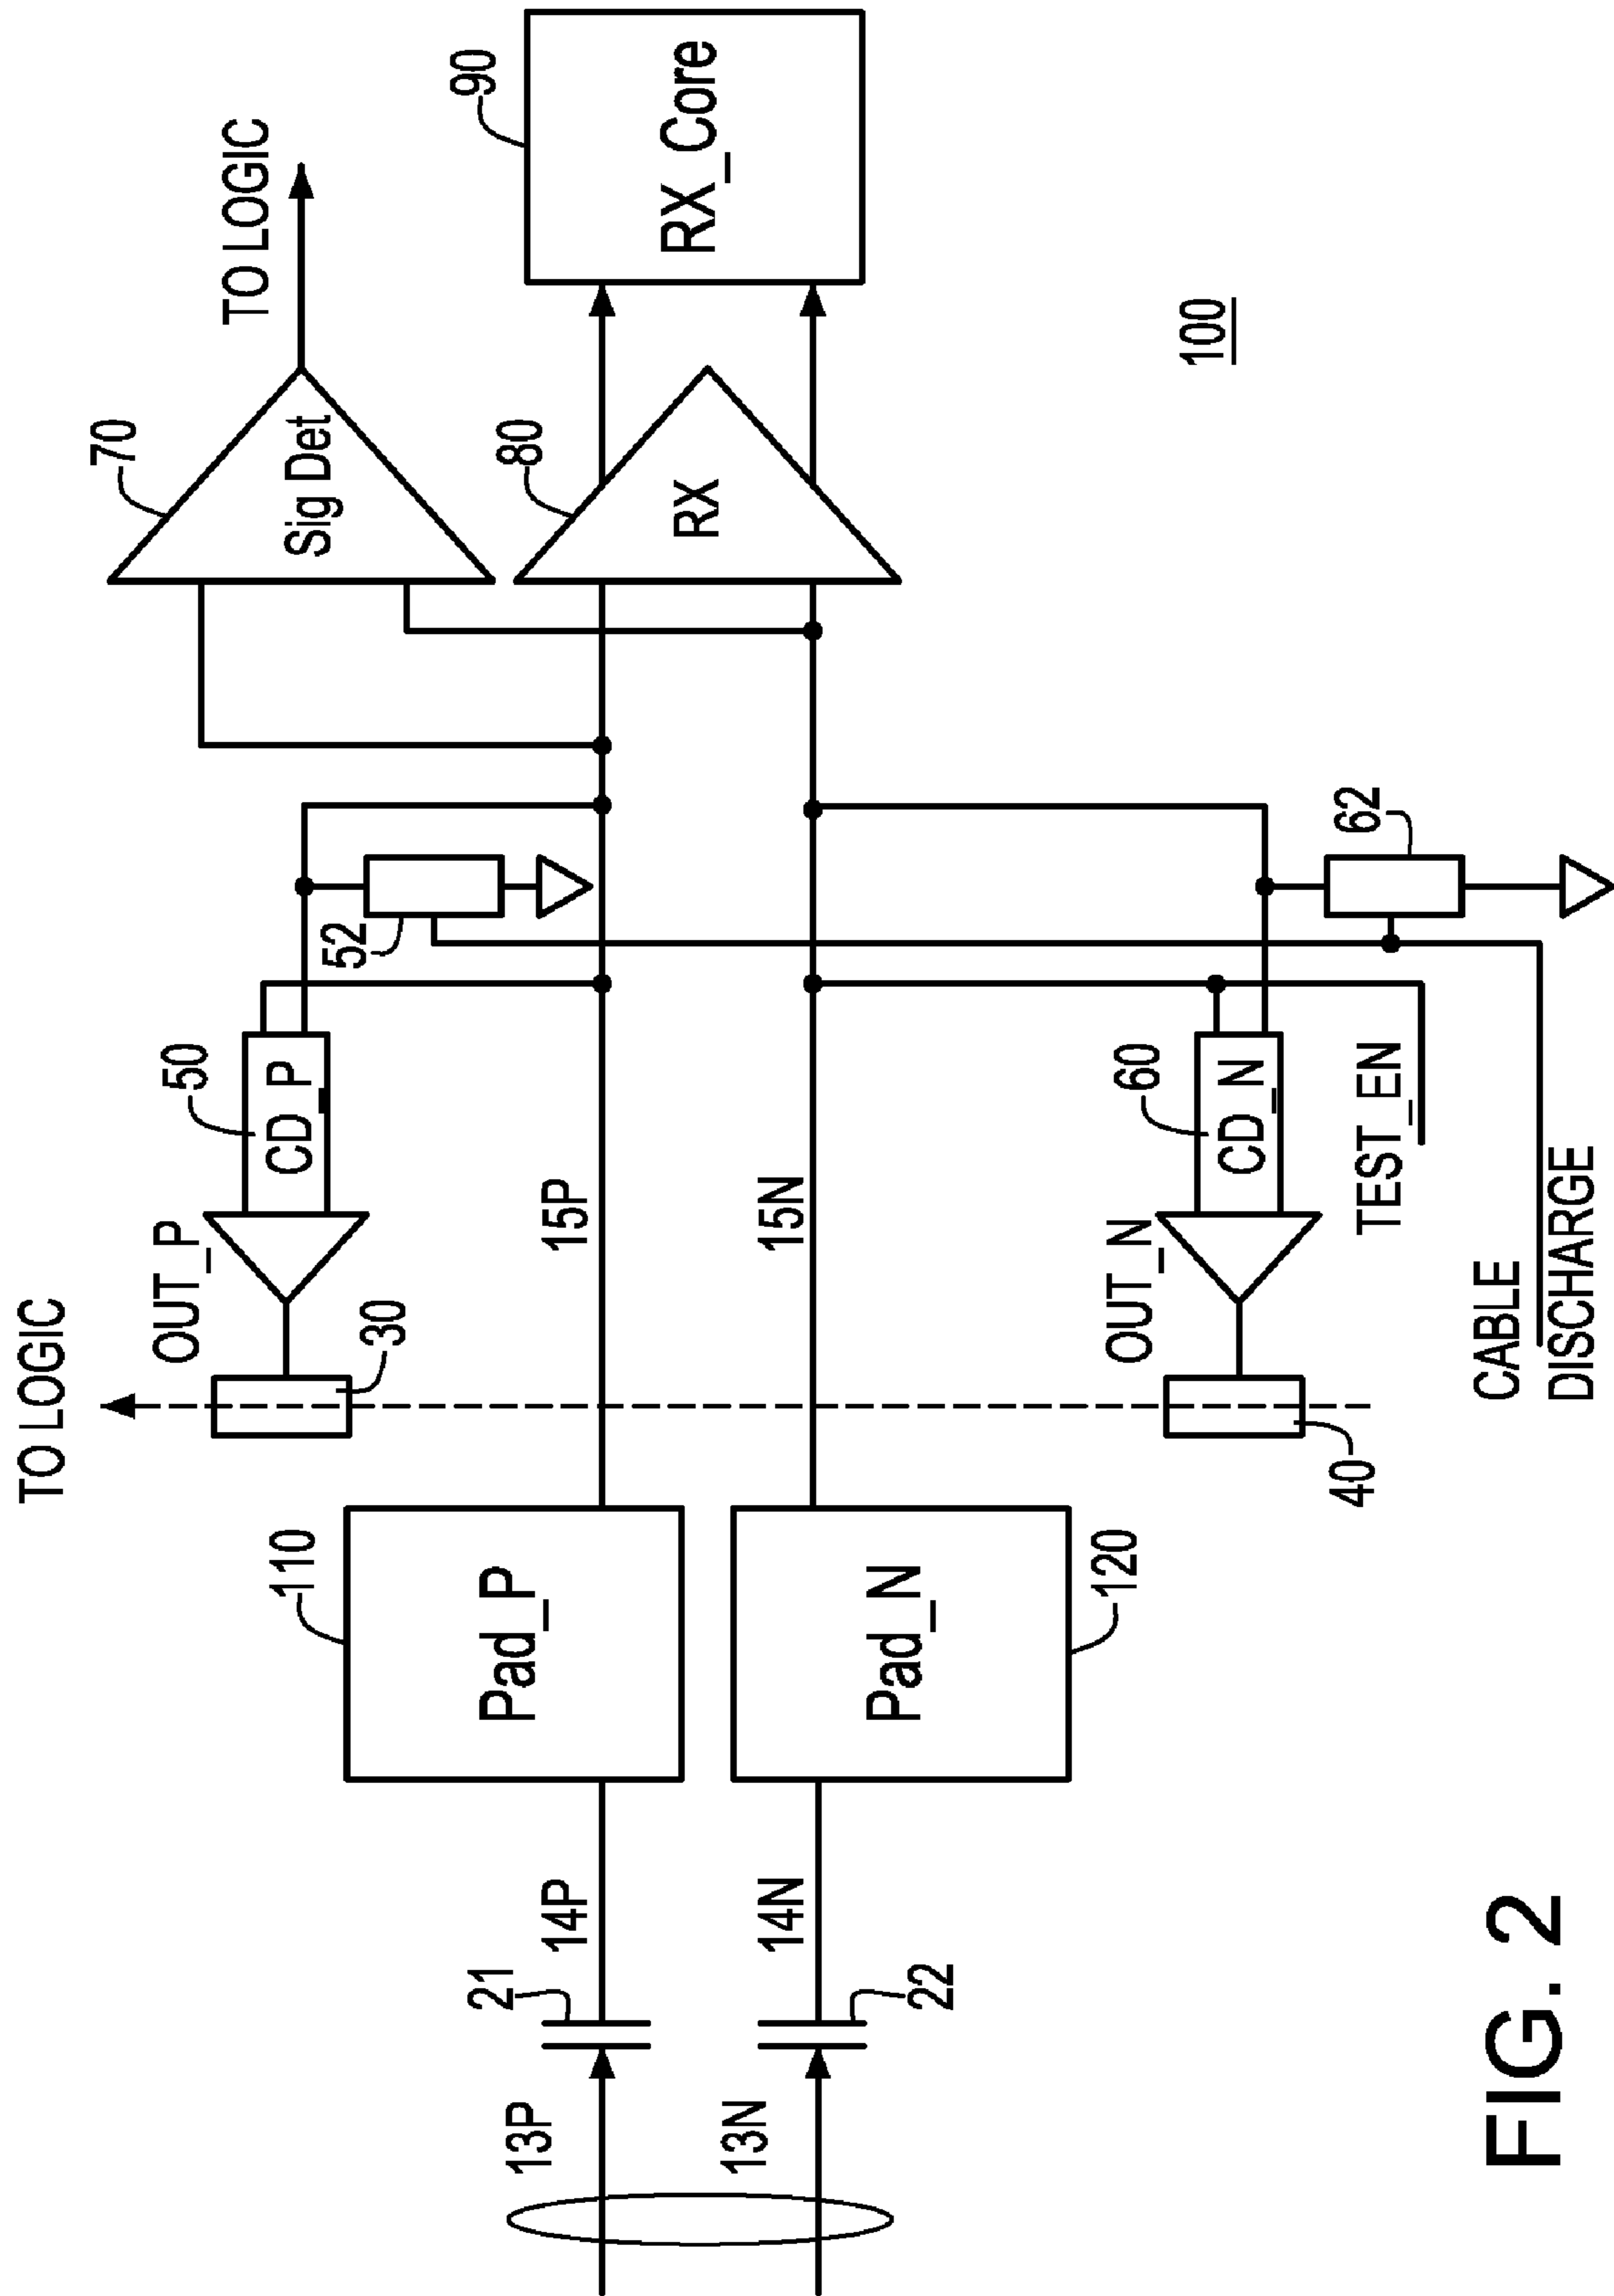 TO LOGIC
OUT_P
30
50
CD_P
52
70
Sig Det
TO LOGIC
110
Pad_P
15P
80
RX
90
RX_Core
13P
21
14P
13N
22
14N
Pad_N
120
15N
OUT_N
40
60
CD_N
62
TEST_EN
CABLE
DISCHARGE
100
FIG. 2